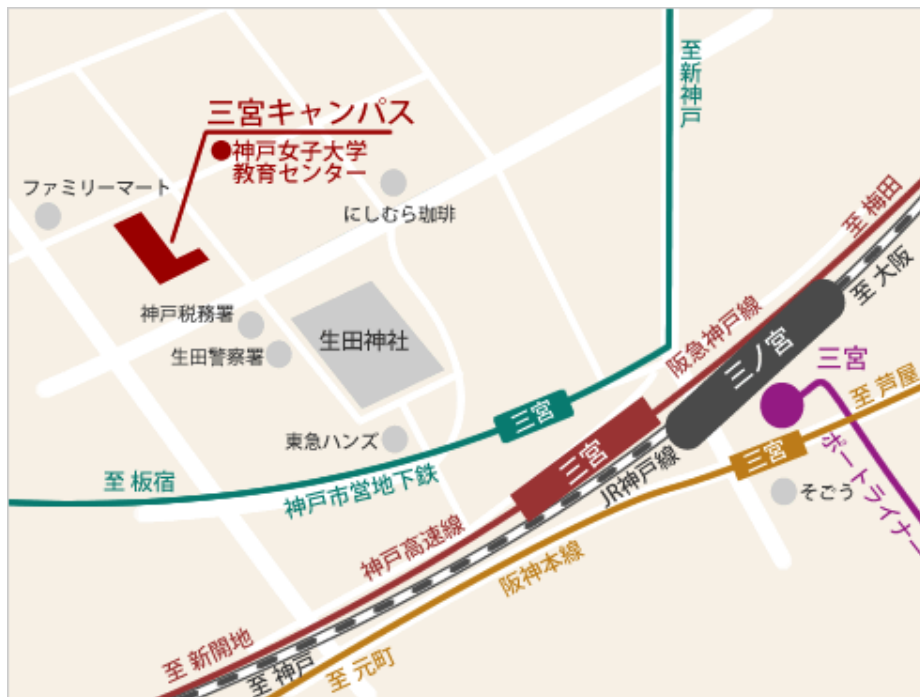 至新神戸
三宮キャンパス
神戸女子大学
教育センター
ファミリーマート
にしむら珈琲
至 梅田
至 大阪
神戸税務署
生田警察署
生田神社
阪急神戸線
三ノ宮
三宮
至 芦屋
三宮
東急ハンズ
三宮
三宮
ポートライナー
至 板宿
神戸市営地下鉄
JR神戸線
そごう
神戸高速線
阪神本線
至 新開地
至 神戸
至 元町